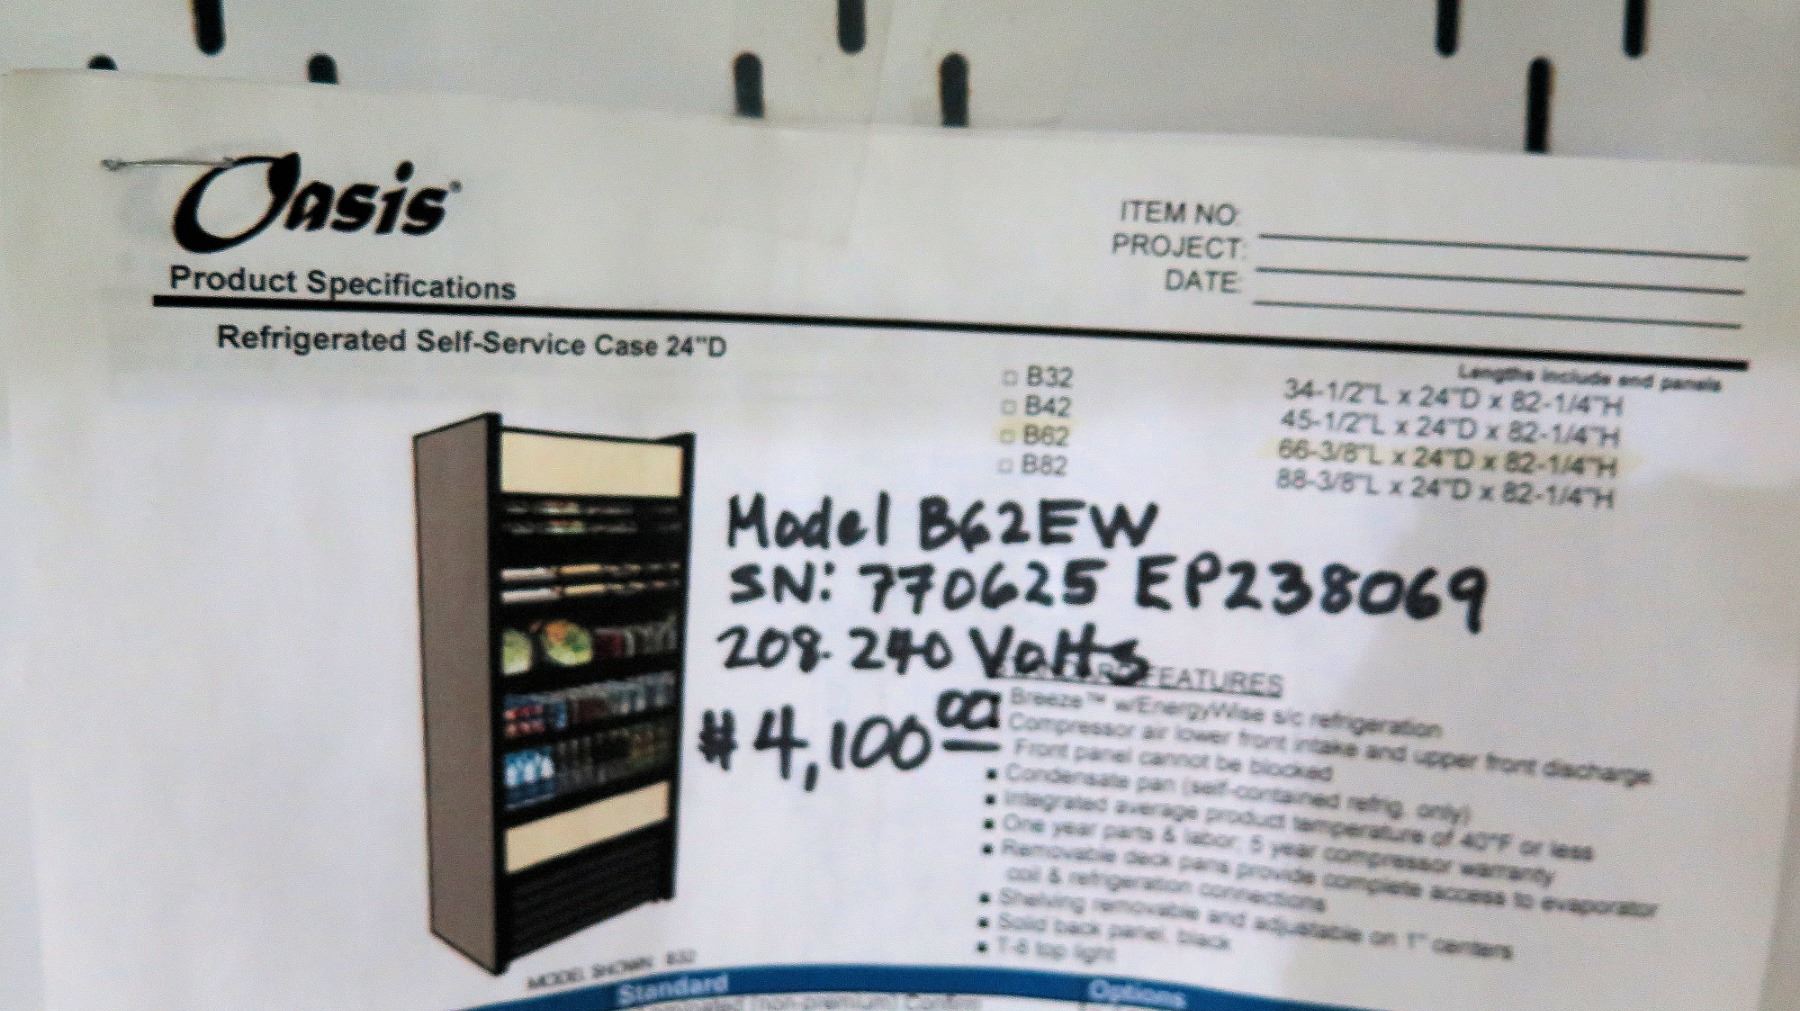 Oasis®
Product Specifications
ITEM NO:
PROJECT:
DATE:
Refrigerated Self-Service Case 24"D
Lengths include end panels
□ B32 34-1/2"L x 24"D x 82-1/4"H
□ B42 45-1/2"L x 24"D x 82-1/4"H
□ B62 66-3/8"L x 24"D x 82-1/4"H
□ B82 88-3/8"L x 24"D x 82-1/4"H
Model B62EW
SN: 770625 EP238069
208-240 Volts
#4,100 00
STANDARD FEATURES
Breeze™ w/EnergyWise s/c refrigeration
Compressor air lower front intake and upper front discharge.
Front panel cannot be blocked
▪ Condensate pan (self-contained refrig. only)
▪ Integrated average product temperature of 40°F or less
▪ One year parts & labor; 5 year compressor warranty
▪ Removable deck pans provide complete access to evaporator
coil & refrigeration connections
▪ Shelving removable and adjustable on 1" centers
▪ Solid back panel, black
▪ T-8 top light
MODEL SHOWN B32
Standard
Options